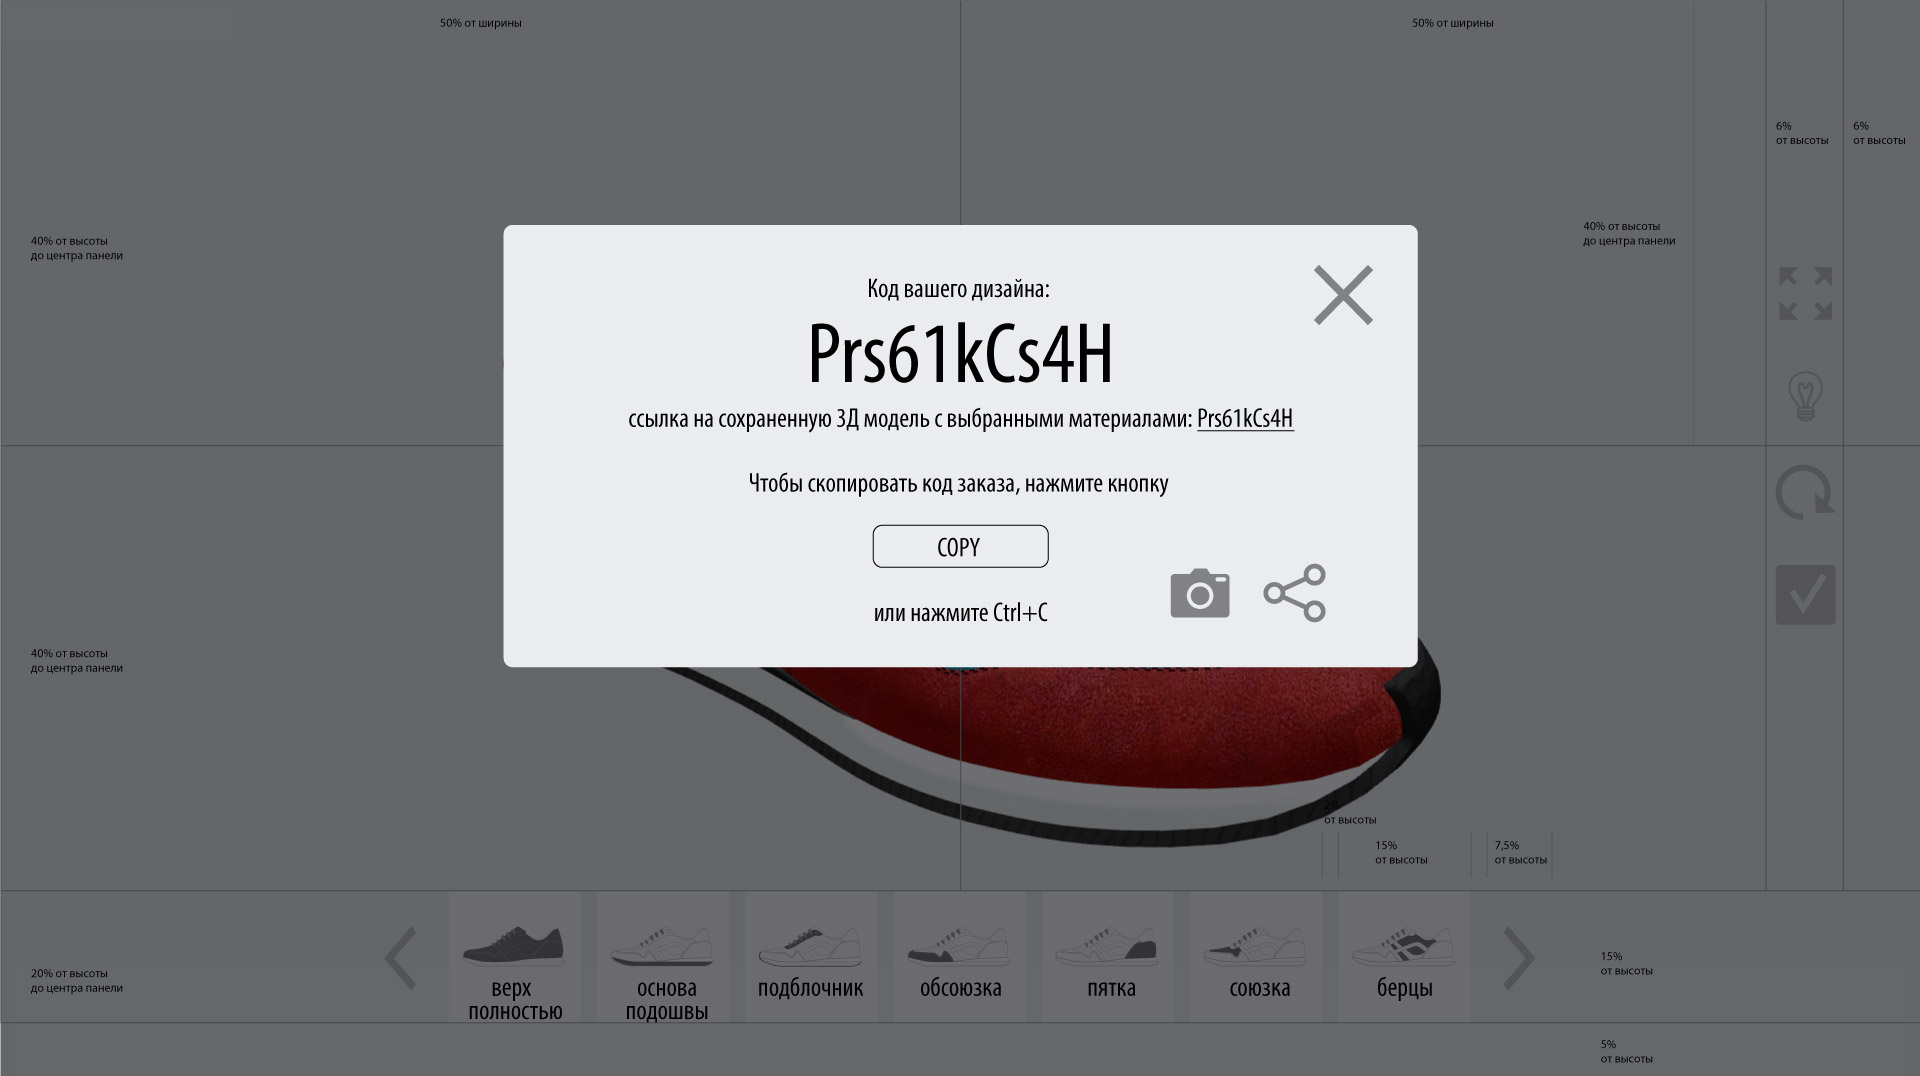 50% от ширины
50% от ширины
6%
от высоты
6%
от высоты
40% от высоты
до центра панели
40% от высоты
до центра панели
Код вашего дизайна:
Prs61kCs4H
ссылка на сохраненную 3Д модель с выбранными материалами: Prs61kCs4H
Чтобы скопировать код заказа, нажмите кнопку
COPY
или нажмите Ctrl+C
40% от высоты
до центра панели
от высоты
15%
от высоты
7,5%
от высоты
верх
полностью
основа
подошвы
подблочник
обсоюзка
пятка
союзка
берцы
20% от высоты
до центра панели
15%
от высоты
5%
от высоты